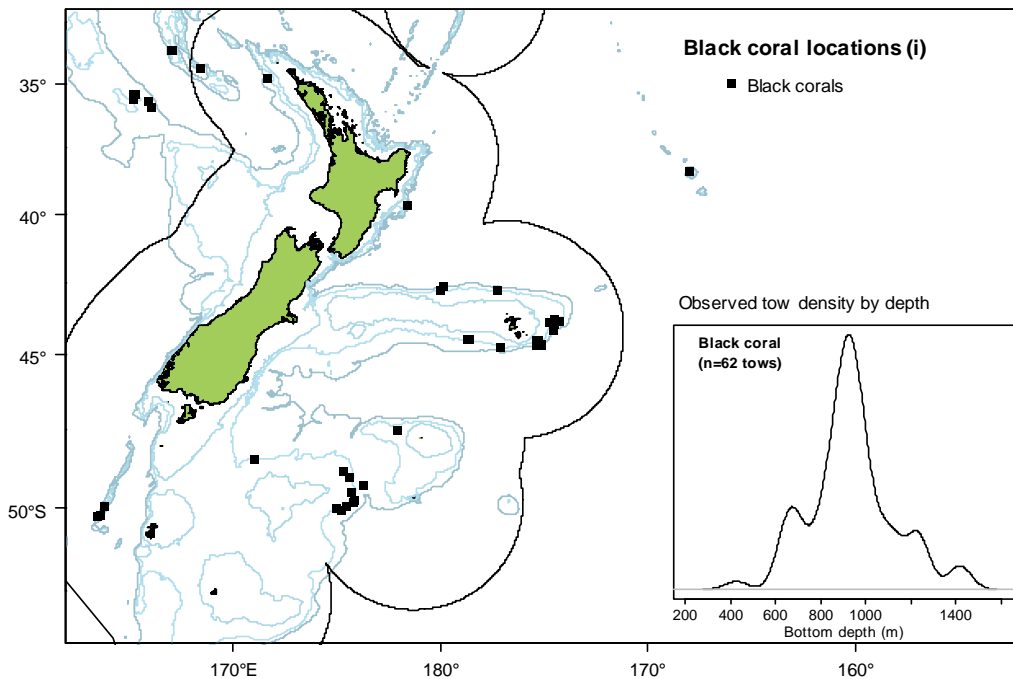 Black coral locations (i)
Black corals
35°
40°
45°
50°S
170°E
180°
170°
160°
Observed tow density by depth
Black coral
(n=62 tows)
200 400 600 800 1000 1400
Bottom depth (m)